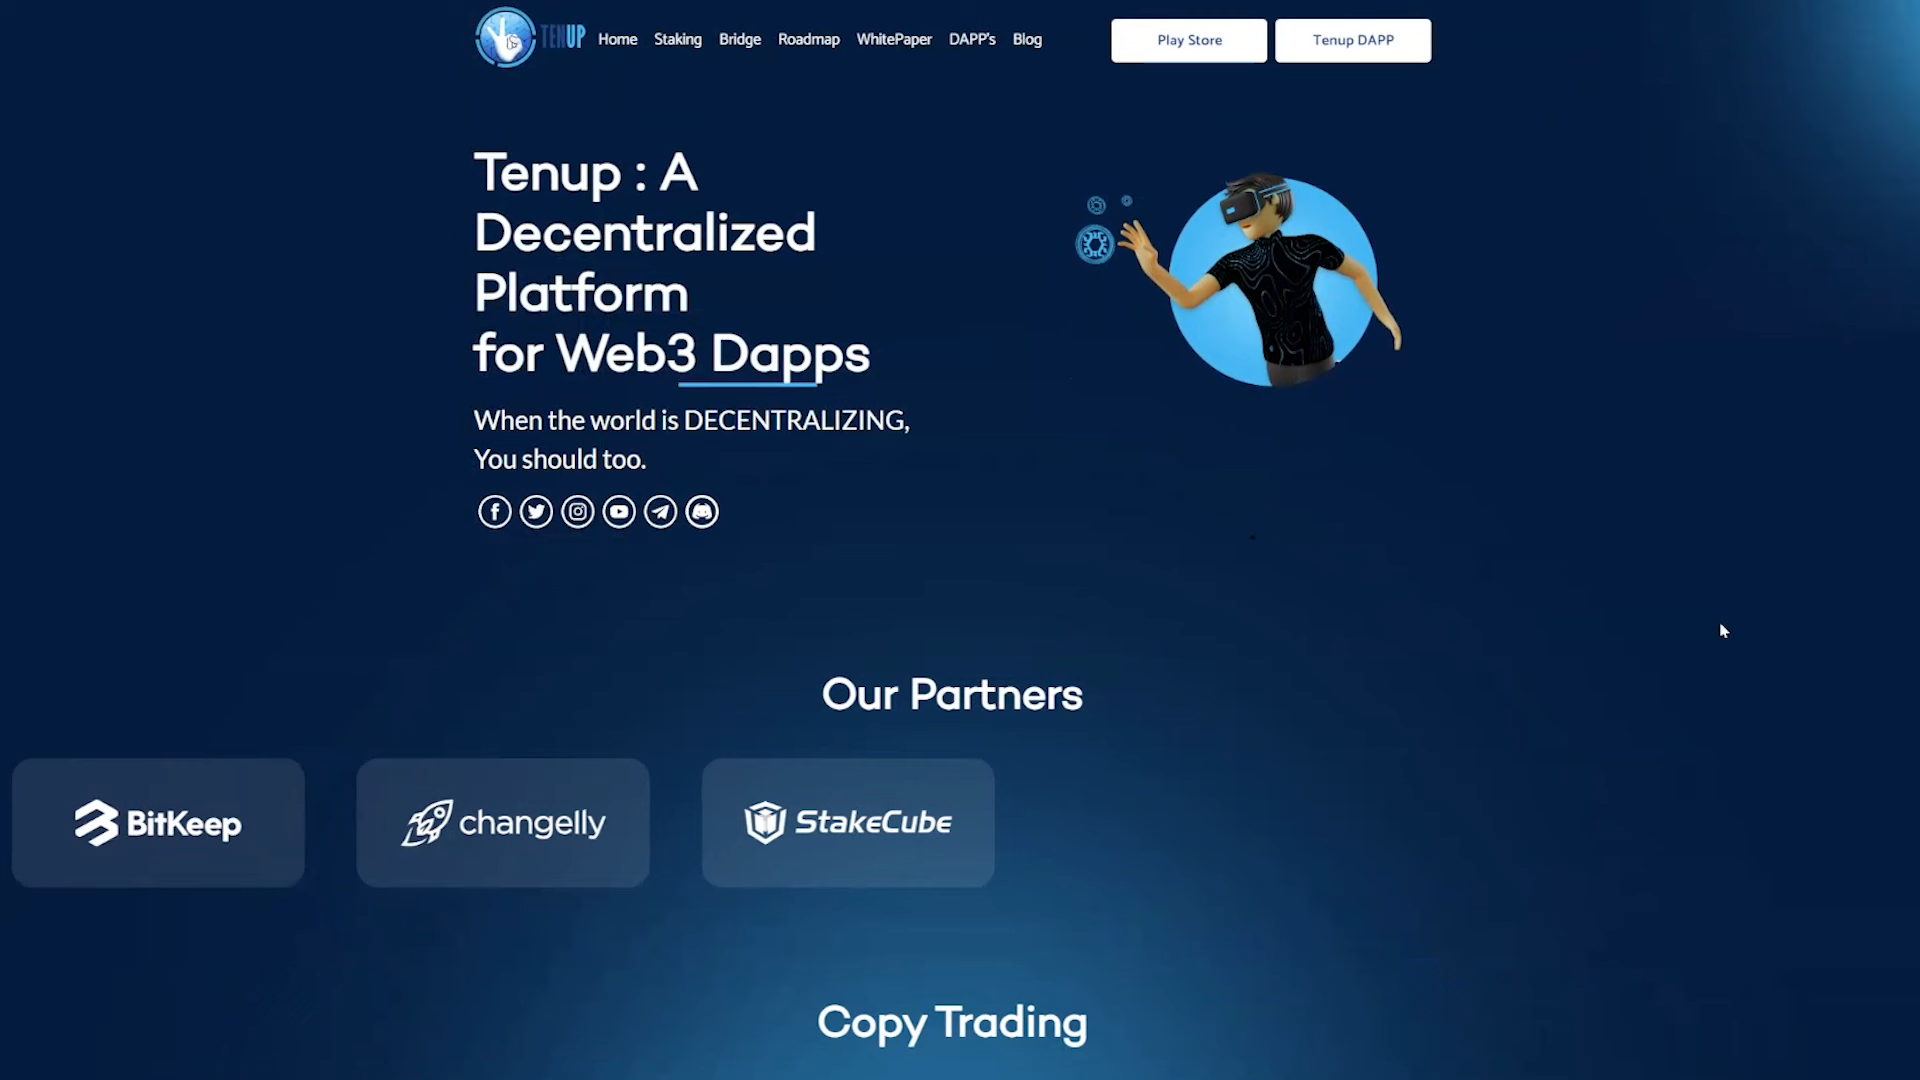 TENUP
Home Staking Bridge Roadmap WhitePaper DAPP's Blog
Play Store Tenup DAPP
Tenup : A
Decentralized
Platform
for Web3 Dapps
When the world is DECENTRALIZING,
You should too.
Our Partners
BitKeep
changelly
StakeCube
Copy Trading